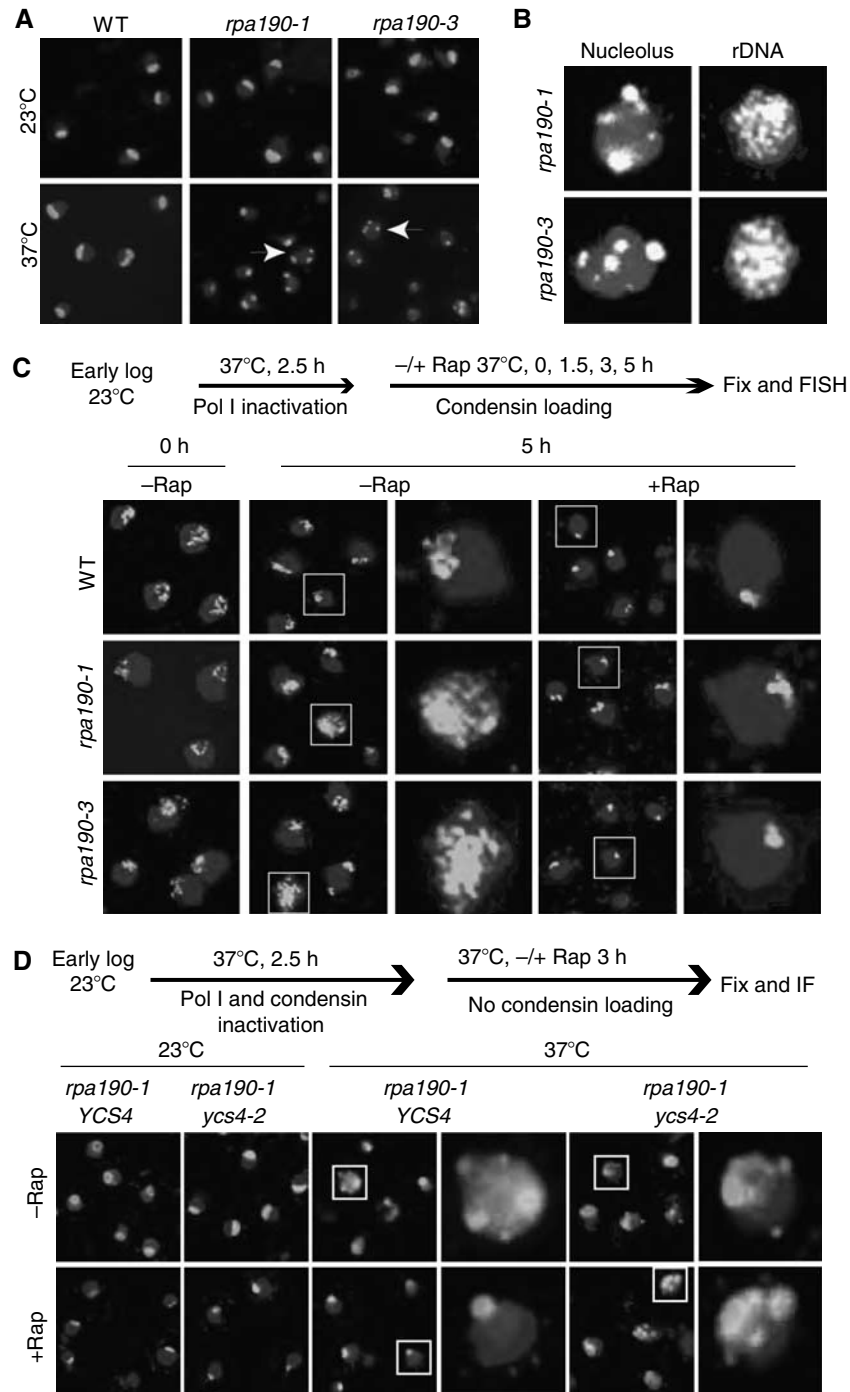 A
WT
rpa190-1
rpa190-3
23°C
37°C
B
Nucleolus
rDNA
rpa190-1
rpa190-3
C
Early log
23°C
37°C, 2.5 h
Pol I inactivation
–/+ Rap 37°C, 0, 1.5, 3, 5 h
Condensin loading
Fix and FISH
0 h
5 h
–Rap
–Rap
+Rap
WT
rpa190-1
rpa190-3
D
Early log
23°C
37°C, 2.5 h
Pol I and condensin
inactivation
37°C, –/+ Rap 3 h
No condensin loading
Fix and IF
23°C
37°C
rpa190-1
YCS4
rpa190-1
ycs4-2
rpa190-1
YCS4
rpa190-1
ycs4-2
–Rap
+Rap